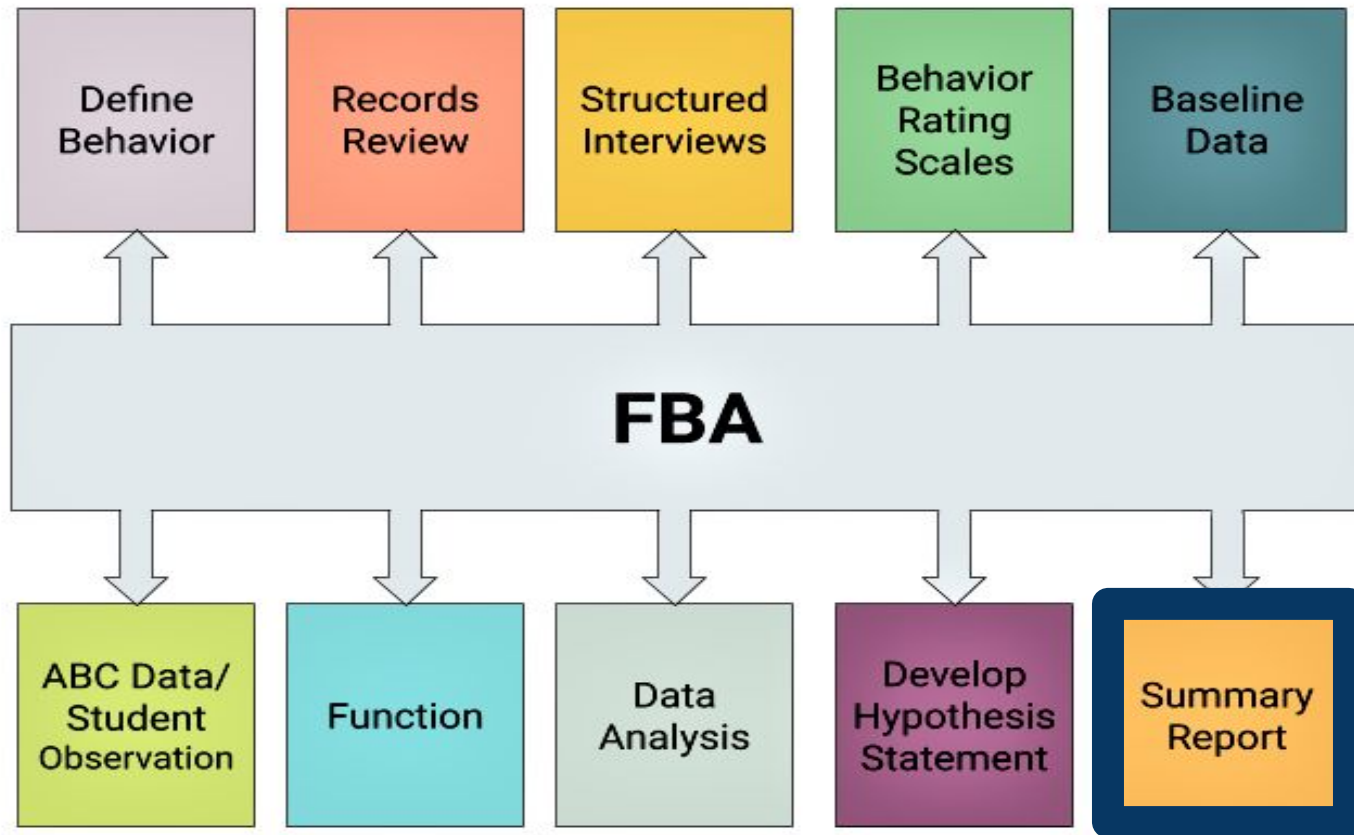 Define
Behavior
Records
Review
Structured
Interviews
Behavior
Rating
Scales
Baseline
Data
FBA
ABC Data/
Student
Observation
Function
Data
Analysis
Develop
Hypothesis
Statement
Summary
Report